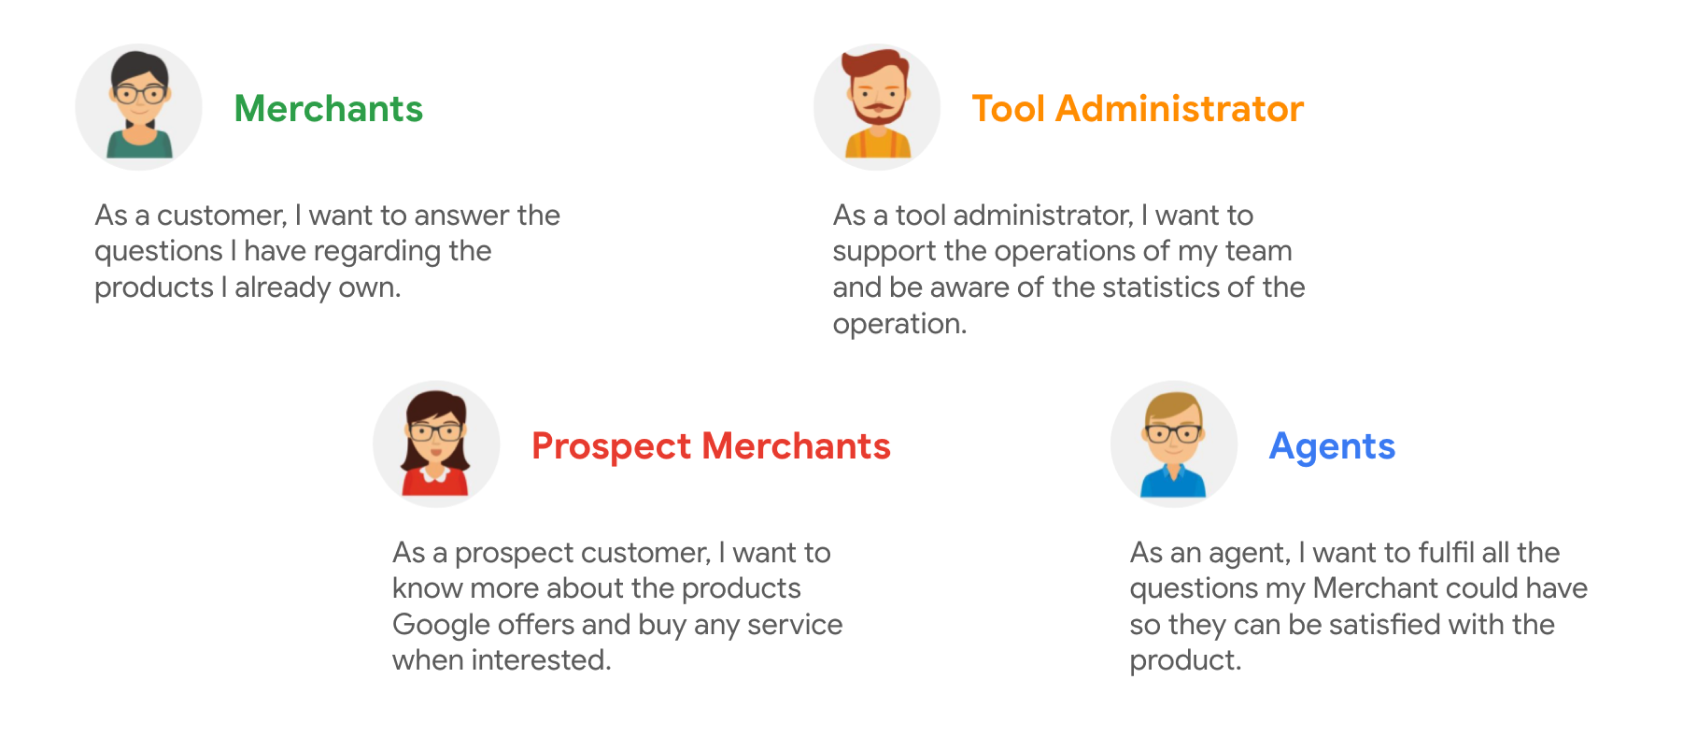 Merchants
As a customer, I want to answer the
questions I have regarding the
products I already own.
Tool Administrator
As a tool administrator, I want to
support the operations of my team
and be aware of the statistics of the
operation.
Prospect Merchants
As a prospect customer, I want to
know more about the products
Google offers and buy any service
when interested.
Agents
As an agent, I want to fulfil all the
questions my Merchant could have
so they can be satisfied with the
product.